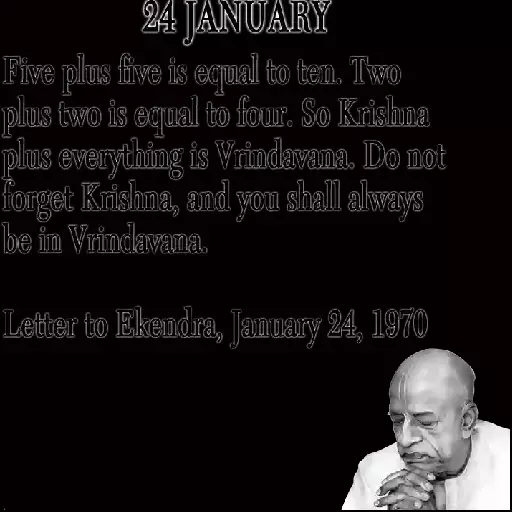 24 JANUARY
Five plus five is equal to ten. Two
plus two is equal to four. So Krishna
plus everything is Vrindavana. Do not
forget Krishna, and you shall always
be in Vrindavana.
Letter to Ekendra, January 24, 1970